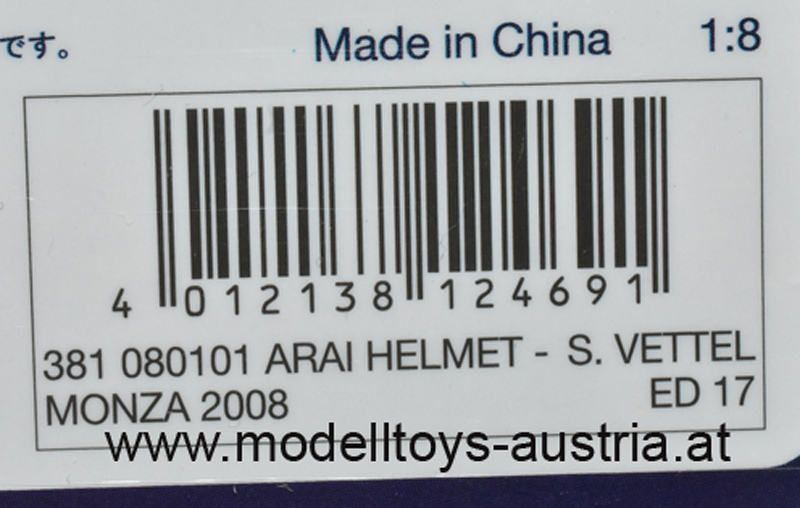 です。 Made in China 1:8
4 012138 124691
381 080101 ARAI HELMET - S. VETTEL
MONZA 2008 ED 17
www.modelltoys-austria.at